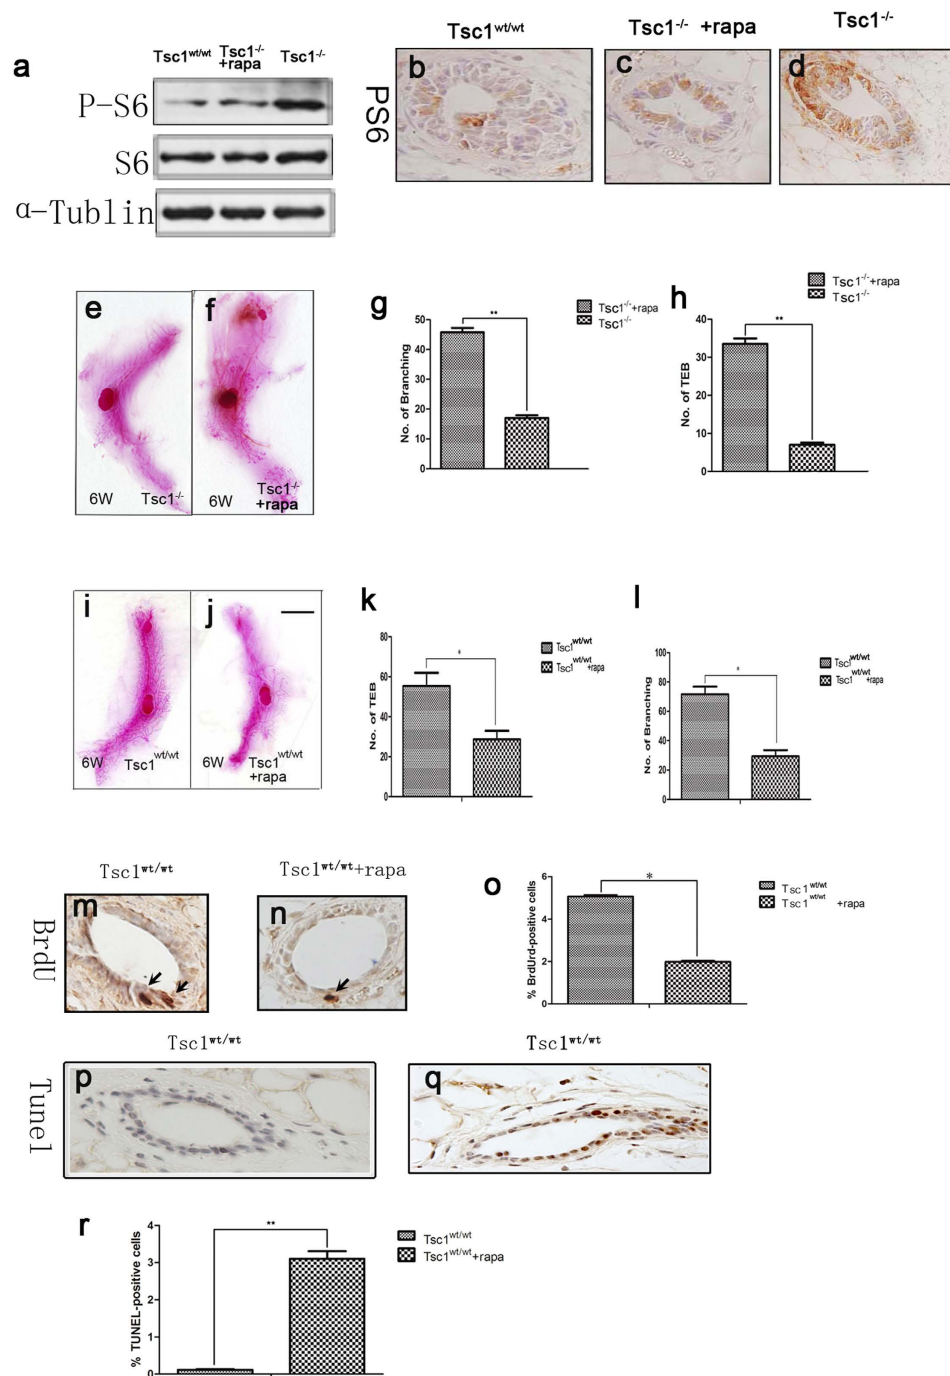 a
Tsc1wt/wt Tsc1-/- +rapa Tsc1-/-
P-S6
S6
α-Tublin
Tsc1wt/wt Tsc1-/- +rapa Tsc1-/-
PS6
b c d
e f
6W Tsc1-/- 6W Tsc1-/- +rapa
g
Tsc1-/-+rapa
Tsc1-/-
No. of Branching
50
40
30
20
10
0
**
h
Tsc1-/-+rapa
Tsc1-/-
No. of TEB
40
30
20
10
0
**
i j
6W Tsc1wt/wt 6W Tsc1wt/wt +rapa
k
Tsc1wt/wt
Tsc1wt/wt+rapa
No. of TEB
80
60
40
20
0
*
l
Tsc1wt/wt
Tsc1wt/wt+rapa
No. of Branching
100
80
60
40
20
0
*
Tsc1wt/wt Tsc1wt/wt+rapa
BrdU
m n
o
Tsc1wt/wt
Tsc1wt/wt +rapa
% BrdUrd-positive cells
6
4
2
0
*
Tsc1wt/wt Tsc1wt/wt
Tunel
p q
r
Tsc1wt/wt
Tsc1wt/wt+rapa
% TUNEL-positive cells
4
3
2
1
0
**